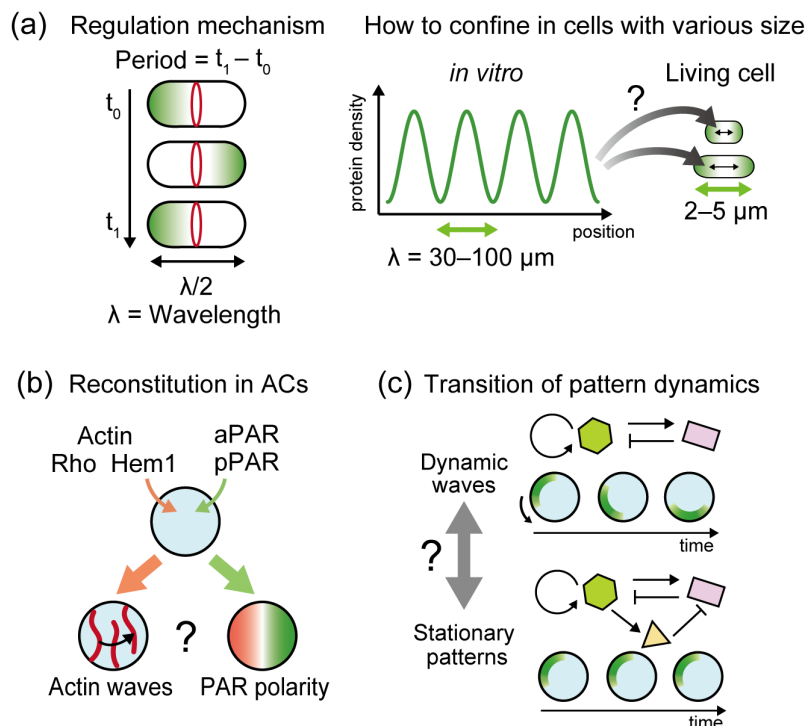 (a) Regulation mechanism
How to confine in cells with various size
Period = t1 – t0
t0
t1
λ/2
λ = Wavelength
in vitro
Living cell
protein density
?
position
λ = 30–100 µm
2–5 µm
(b) Reconstitution in ACs
Actin
Rho Hem1
aPAR
pPAR
?
Actin waves
PAR polarity
(c) Transition of pattern dynamics
Dynamic
waves
time
?
Stationary
patterns
time